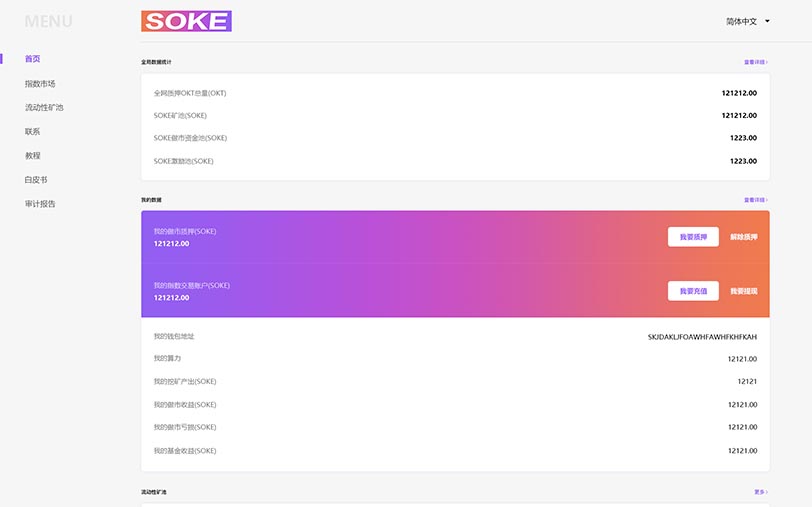 MENU
SOKE
简体中文
首页
指数市场
流动性矿池
联系
教程
白皮书
审计报告
全局数据统计
查看详细 >
全网质押OKT总量(OKT)
121212.00
SOKE矿池(SOKE)
121212.00
SOKE做市资金池(SOKE)
1223.00
SOKE激励池(SOKE)
1223.00
我的数据
查看详细 >
我的做市质押(SOKE)
121212.00
我要质押
解除质押
我的指数交易账户(SOKE)
121212.00
我要充值
我要提现
我的钱包地址
SKJDAKLJFOAWHFAWHFKHFKAH
我的算力
12121.00
我的挖矿产出(SOKE)
12121
我的做市收益(SOKE)
12121.00
我的做市亏损(SOKE)
12121.00
我的基金收益(SOKE)
12121.00
流动性矿池
更多 >